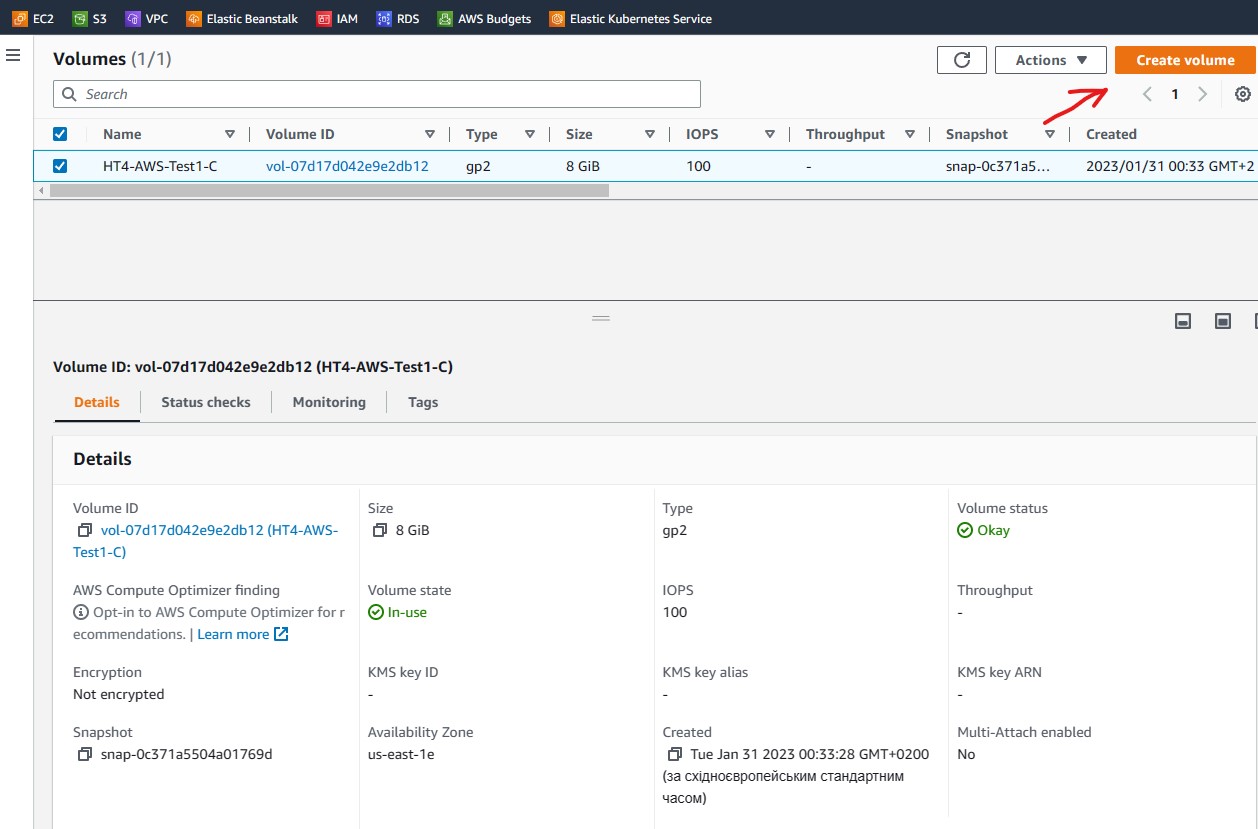 EC2 S3 VPC Elastic Beanstalk IAM RDS AWS Budgets Elastic Kubernetes Service
Volumes (1/1)
Actions
Create volume
Search
1
Name Volume ID Type Size IOPS Throughput Snapshot Created
HT4-AWS-Test1-C vol-07d17d042e9e2db12 gp2 8 GiB 100 - snap-0c371a5... 2023/01/31 00:33 GMT+2
Volume ID: vol-07d17d042e9e2db12 (HT4-AWS-Test1-C)
Details Status checks Monitoring Tags
Details
Volume ID
vol-07d17d042e9e2db12 (HT4-AWS-
Test1-C)
Size
8 GiB
Type
gp2
Volume status
Okay
AWS Compute Optimizer finding
Opt-in to AWS Compute Optimizer for r
ecommendations. | Learn more
Volume state
In-use
IOPS
100
Throughput
-
Encryption
Not encrypted
KMS key ID
-
KMS key alias
-
KMS key ARN
-
Snapshot
snap-0c371a5504a01769d
Availability Zone
us-east-1e
Created
Tue Jan 31 2023 00:33:28 GMT+0200
(за східноєвропейським стандартним
часом)
Multi-Attach enabled
No